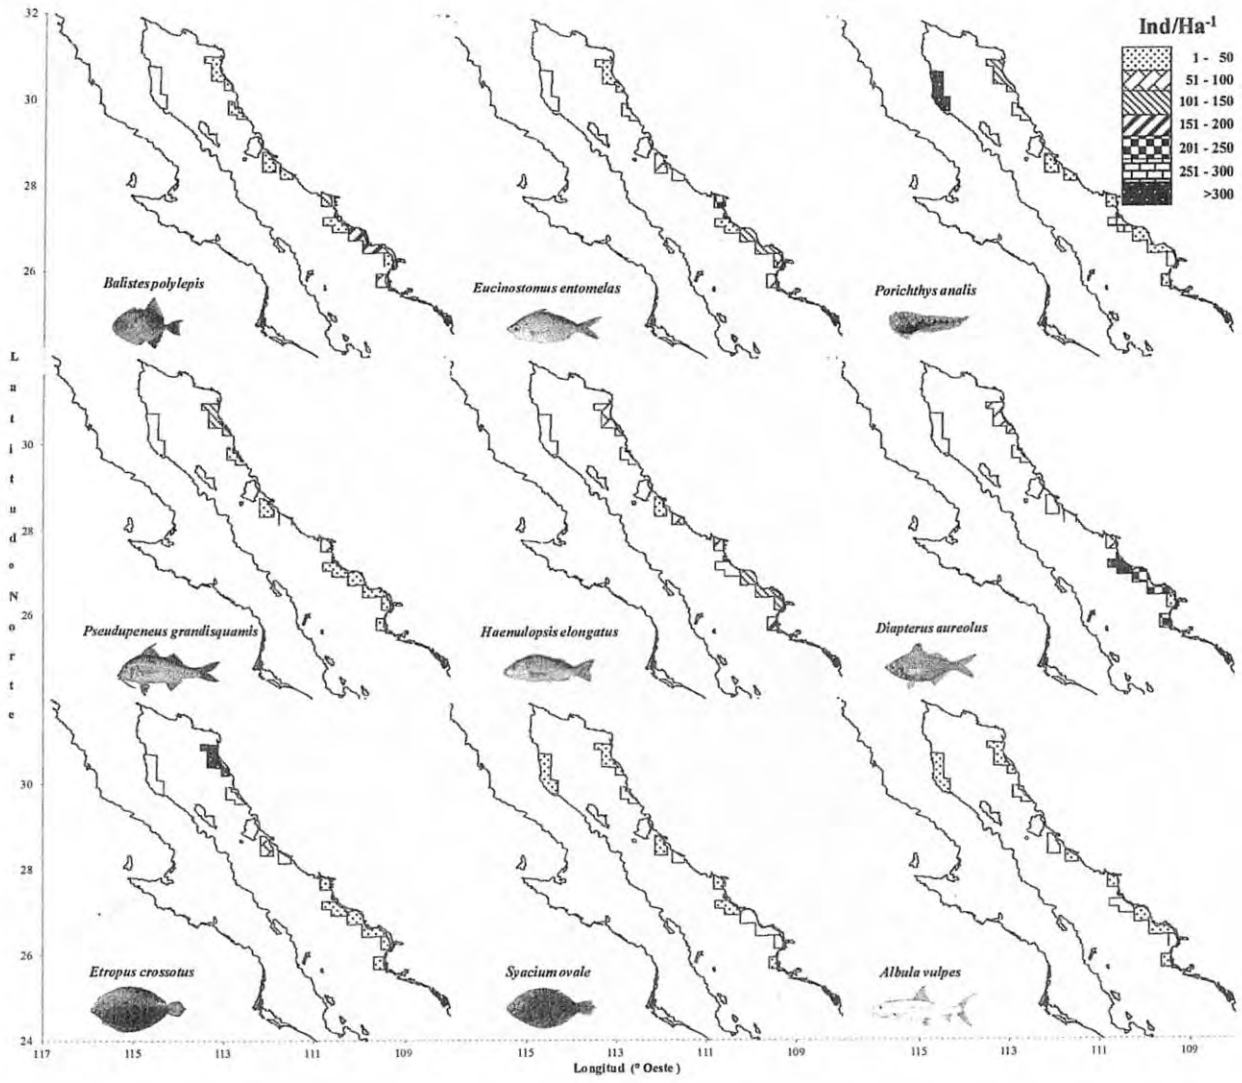 Ind/Ha-1
1 - 50
51 - 100
101 - 150
151 - 200
201 - 250
251 - 300
>300
32
30
28
26
Balistes polylepis
Eucinostonus entomelas
Porichthys analis
30
28
26
Pseudupeneus grandisquamis
Haemulopsis elongatus
Diapterus aureolus
30
28
26
24
Etropus crossotus
Syacium ovale
Albula vulpes
Latitud o Norte
117 115 113 111 109 115 113 111 109 115 111 109
Longitud (º Oeste)